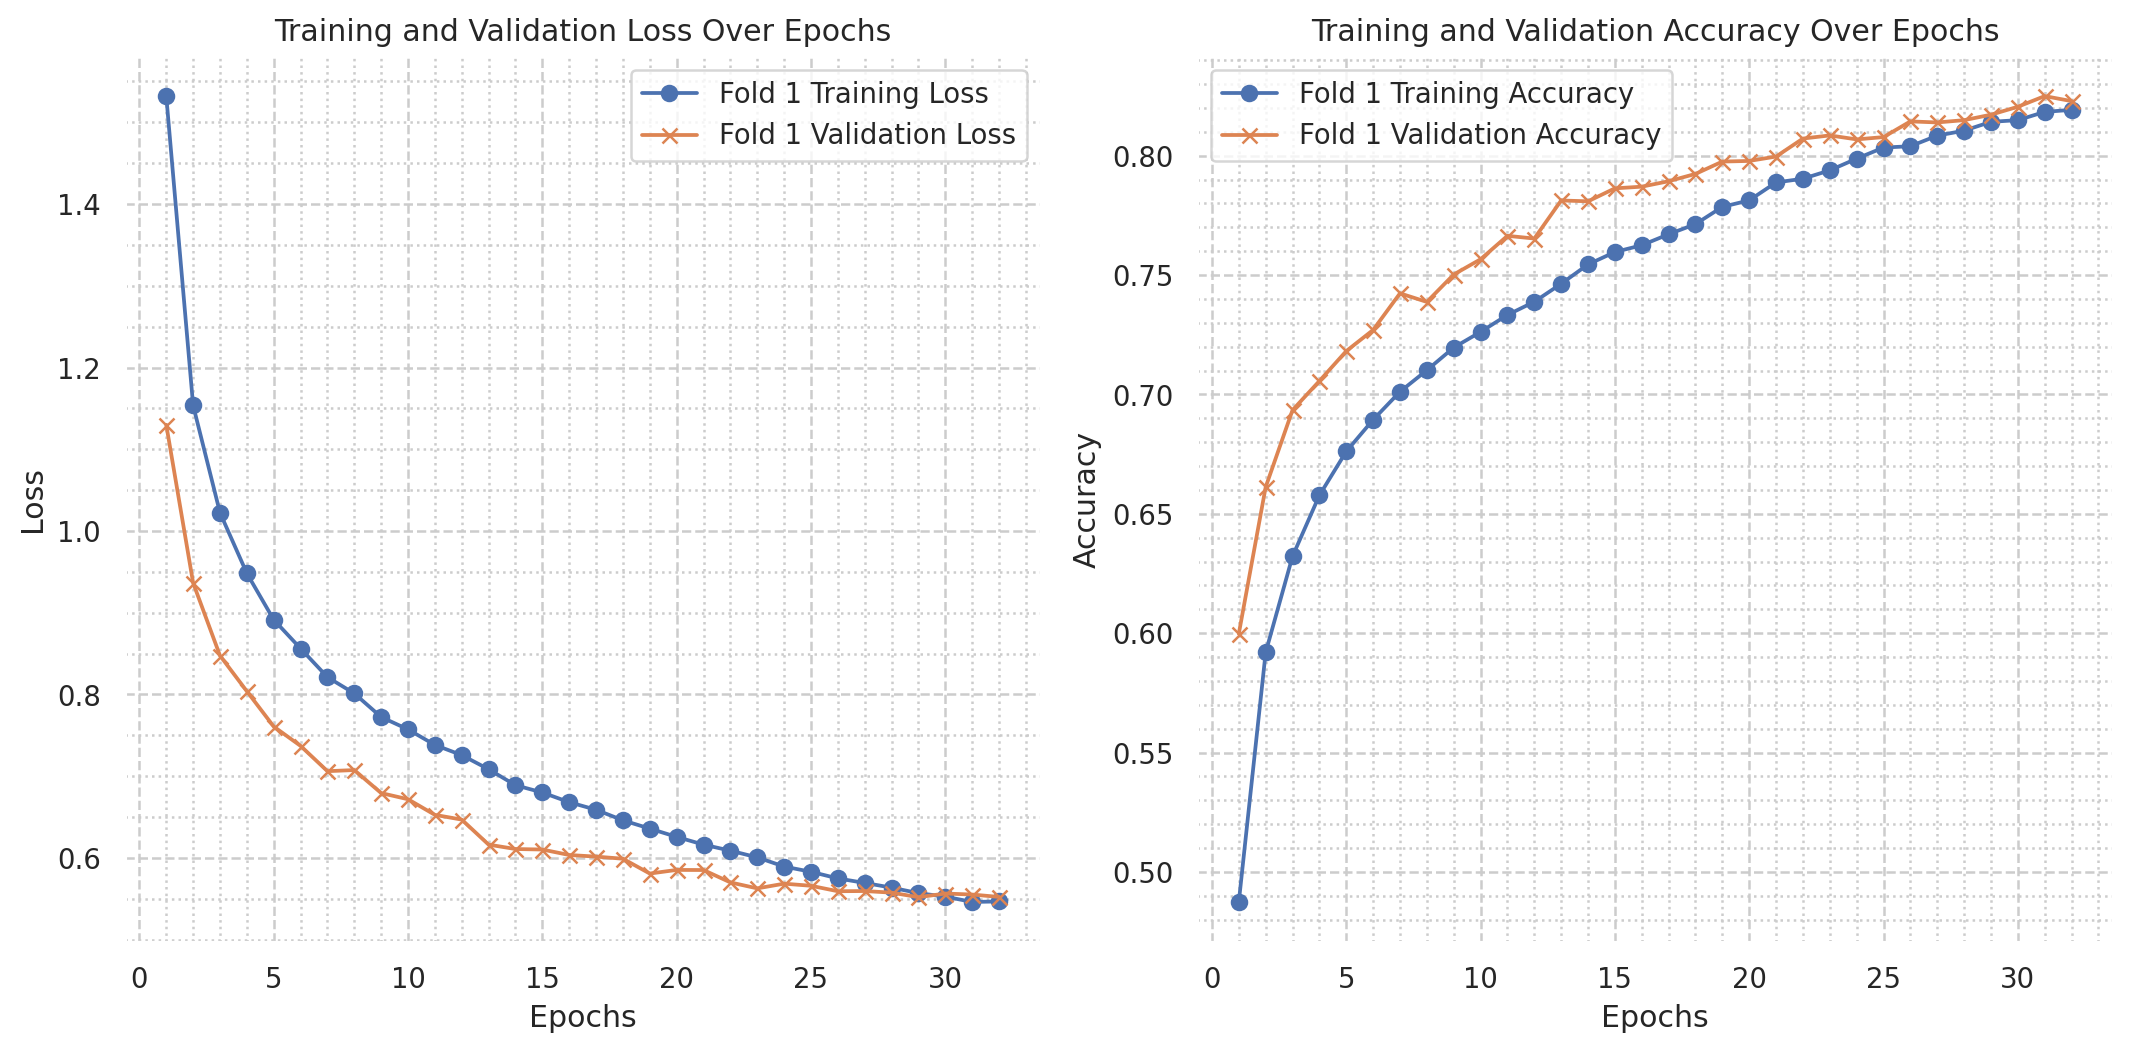 Training and Validation Loss Over Epochs
Fold 1 Training Loss
Fold 1 Validation Loss
Loss
1.4
1.2
1.0
0.8
0.6
0 5 10 15 20 25 30
Epochs
Training and Validation Accuracy Over Epochs
Fold 1 Training Accuracy
Fold 1 Validation Accuracy
Accuracy
0.80
0.75
0.70
0.65
0.60
0.55
0.50
0 5 10 15 20 25 30
Epochs